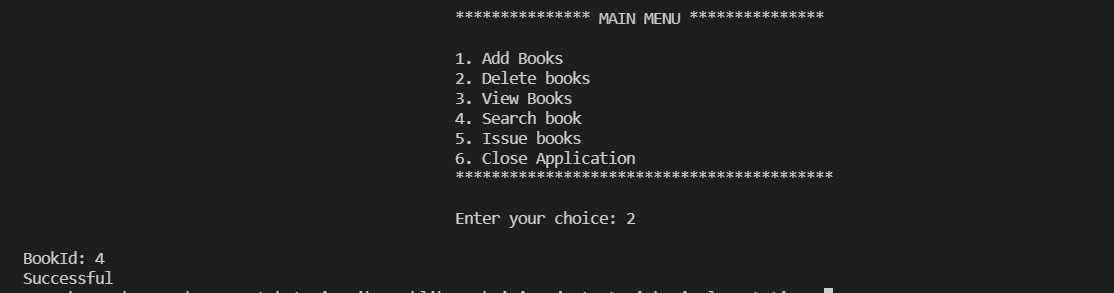 *************** MAIN MENU ***************
1. Add Books
2. Delete books
3. View Books
4. Search book
5. Issue books
6. Close Application
******************************************
Enter your choice: 2
BookId: 4
Successful